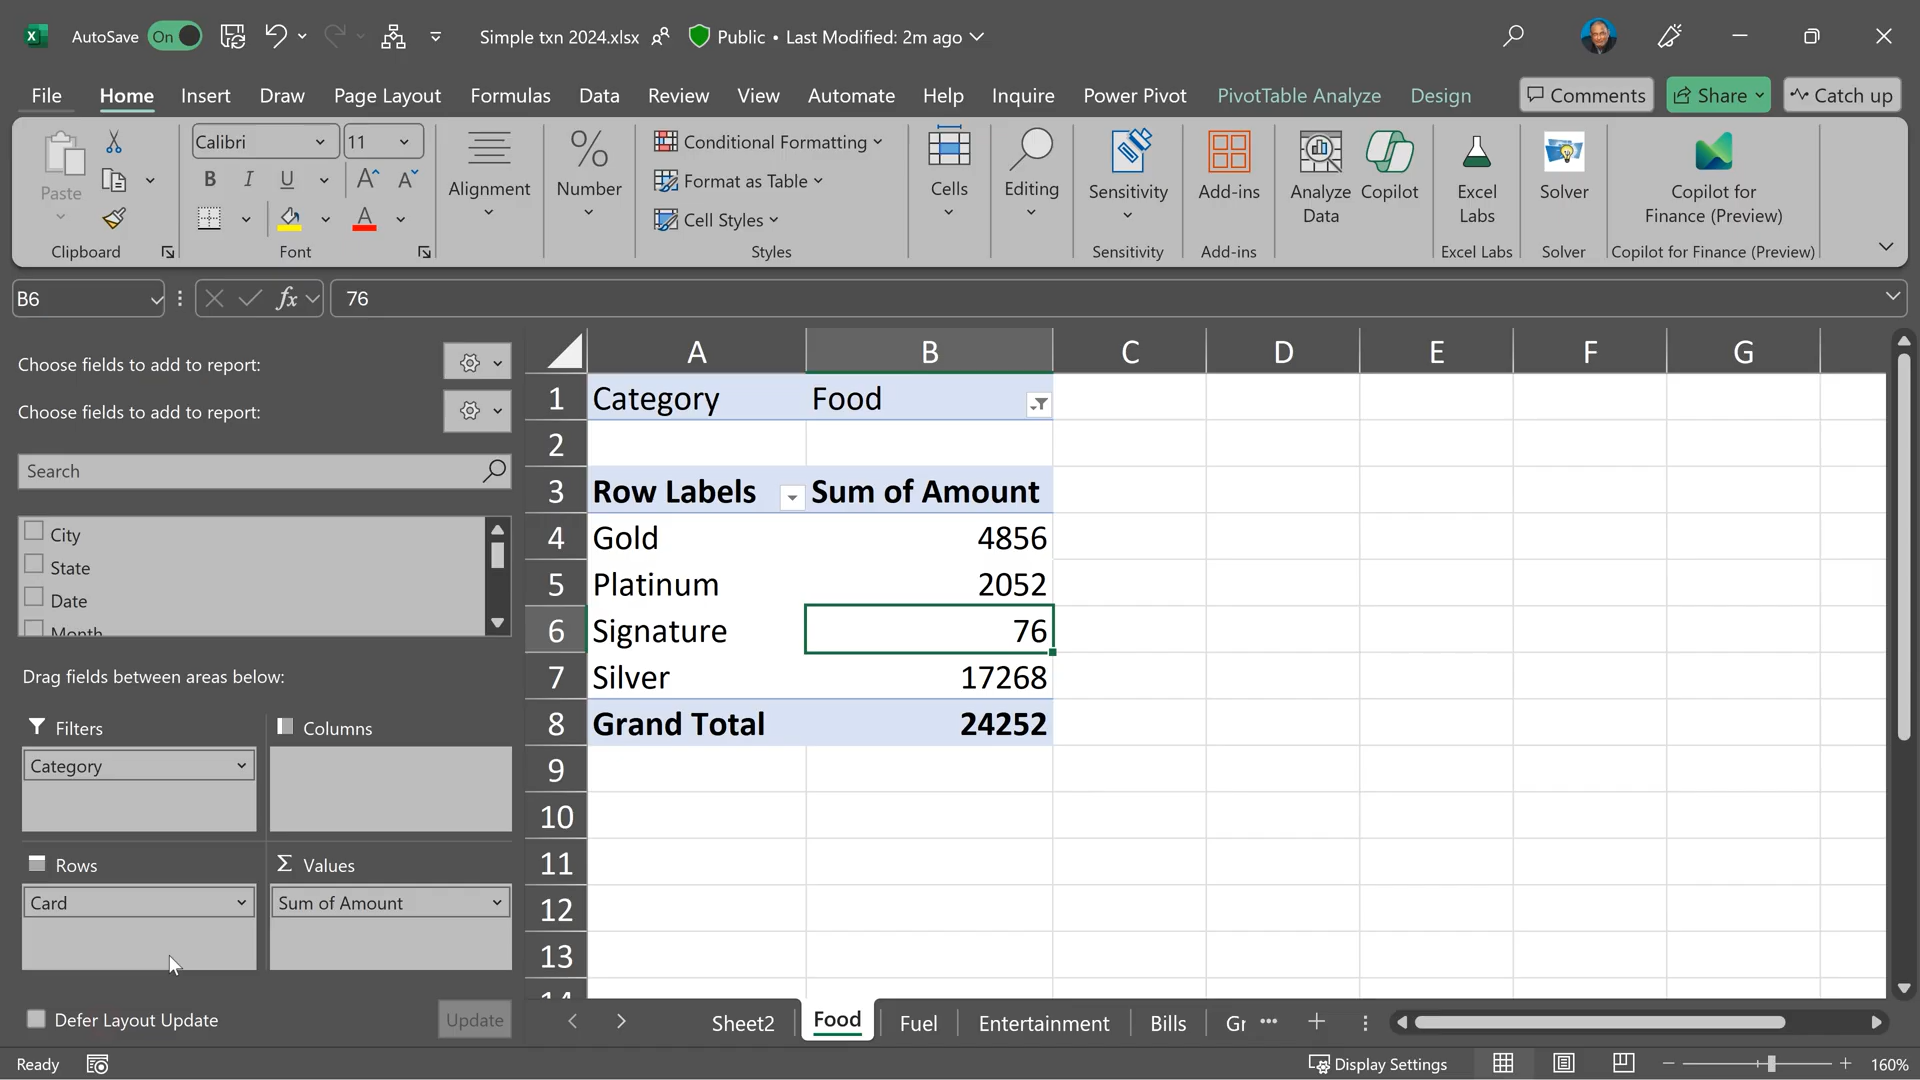 AutoSave On Simple txn 2024.xlsx Public • Last Modified: 2m ago
File Home Insert Draw Page Layout Formulas Data Review View Automate Help Inquire Power Pivot PivotTable Analyze Design Comments Share Catch up
Paste
Clipboard
Calibri 11
B I U A A
A
Font
Alignment
Number
%
Conditional Formatting
Format as Table
Cell Styles
Styles
Cells
Editing
Sensitivity
Sensitivity
Add-ins
Add-ins
Analyze
Data
Copilot
Excel
Labs
Excel Labs
Solver
Solver
Copilot for
Finance (Preview)
Copilot for Finance (Preview)
B6 fx 76
Choose fields to add to report:
Choose fields to add to report:
Search
City
State
Date
Month
Drag fields between areas below:
Filters Columns
Category
Rows Σ Values
Card Sum of Amount
Defer Layout Update Update
A B C D E F G
1 Category Food
2
3 Row Labels Sum of Amount
4 Gold 4856
5 Platinum 2052
6 Signature 76
7 Silver 17268
8 Grand Total 24252
9
10
11
12
13
14
Sheet2 Food Fuel Entertainment Bills Gr ... +
Ready Display Settings − + 160%